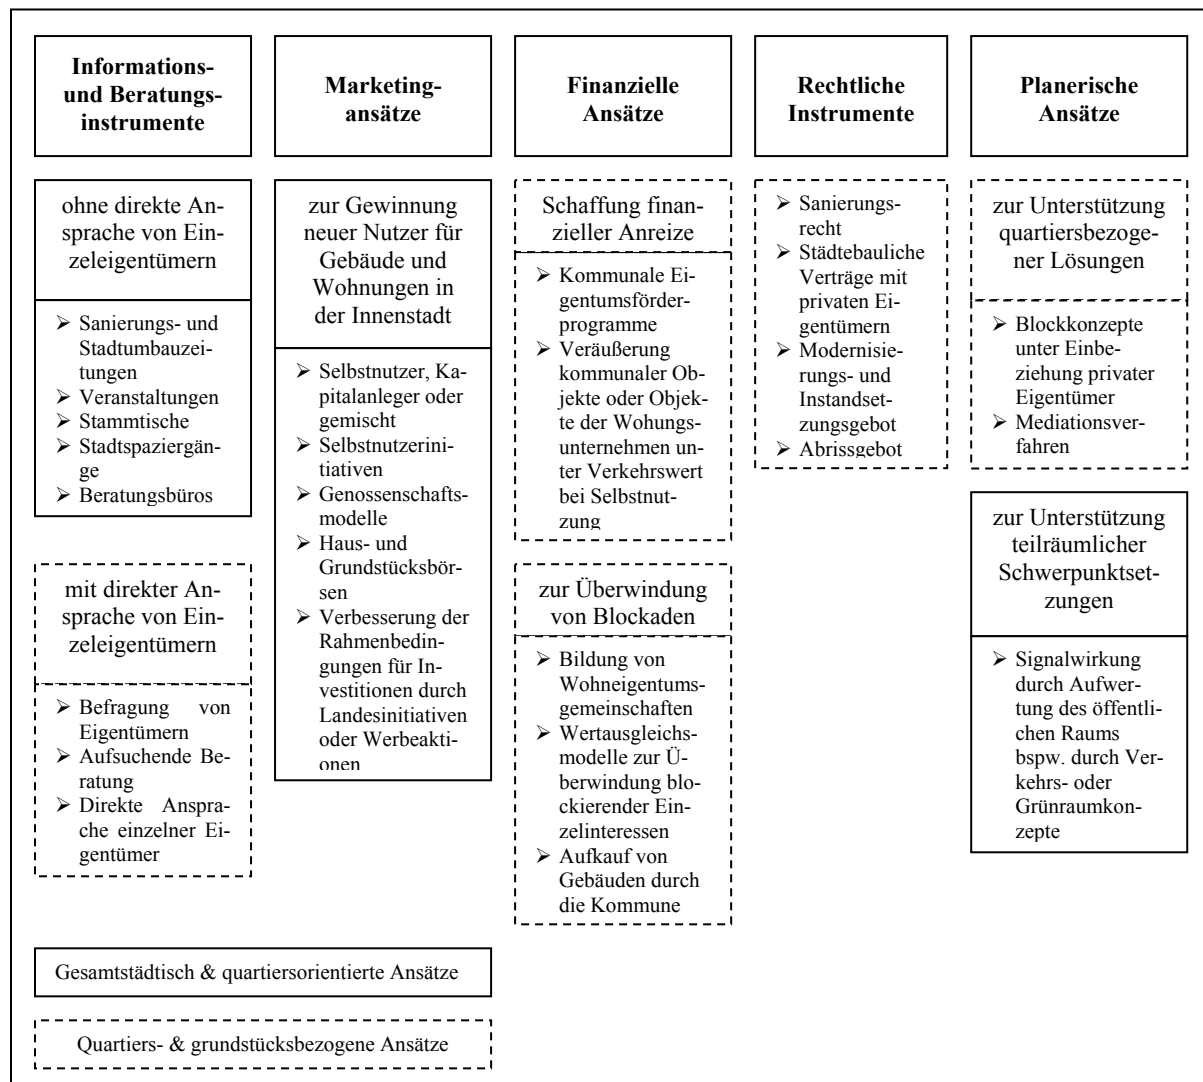 Informations-
und Beratungs-
instrumente
ohne direkte An-
sprache von Ein-
zeleigentümern
➢ Sanierungs- und
Stadtumbauzei-
tungen
➢ Veranstaltungen
➢ Stammtische
➢ Stadtspaziergän-
ge
➢ Beratungsbüros
mit direkter An-
sprache von Ein-
zeleigentümern
➢ Befragung von
Eigentümern
➢ Aufsuchende Be-
ratung
➢ Direkte Anspra-
che einzelner Ei-
gentümer
Marketing-
ansätze
zur Gewinnung
neuer Nutzer für
Gebäude und
Wohnungen in
der Innenstadt
➢ Selbstnutzer, Ka-
pitalanleger oder
gemischt
➢ Selbstnutzerini-
tiativen
➢ Genossenschafts-
modelle
➢ Haus- und
Grundstücksbör-
sen
➢ Verbesserung der
Rahmenbedin-
gungen für In-
vestitionen durch
Landesinitiativen
oder Werbeakti-
onen
Finanzielle
Ansätze
Schaffung finan-
zieller Anreize
➢ Kommunale Ei-
gentumsförder-
programme
➢ Veräußerung
kommunaler Ob-
jekte oder Objek-
te der Wohungs-
unternehmen un-
ter Verkehrswert
bei Selbstnut-
zung
zur Überwindung
von Blockaden
➢ Bildung von
Wohneigentums-
gemeinschaften
➢ Wertausgleichs-
modelle zur Ü-
berwindung blo-
ckierender Ein-
zelinteressen
➢ Aufkauf von
Gebäuden durch
die Kommune
Rechtliche
Instrumente
➢ Sanierungs-
recht
➢ Städtebauliche
Verträge mit
privaten Eigen-
tümern
➢ Modernisie-
rungs- und
Instandset-
zungsgebot
➢ Abrissgebot
Planerische
Ansätze
zur Unterstützung
quartiersbezoge-
ner Lösungen
➢ Blockkonzepte
unter Einbe-
ziehung privater
Eigentümer
➢ Mediationsver-
fahren
zur Unterstützung
teilräumlicher
Schwerpunktset-
zungen
➢ Signalwirkung
durch Aufwer-
tung des öffentli-
chen Raums
bspw. durch Ver-
kehrs- oder
Grünraumkon-
zepte
Gesamtstädtisch & quartiersorientierte Ansätze
Quartiers- & grundstücksbezogene Ansätze